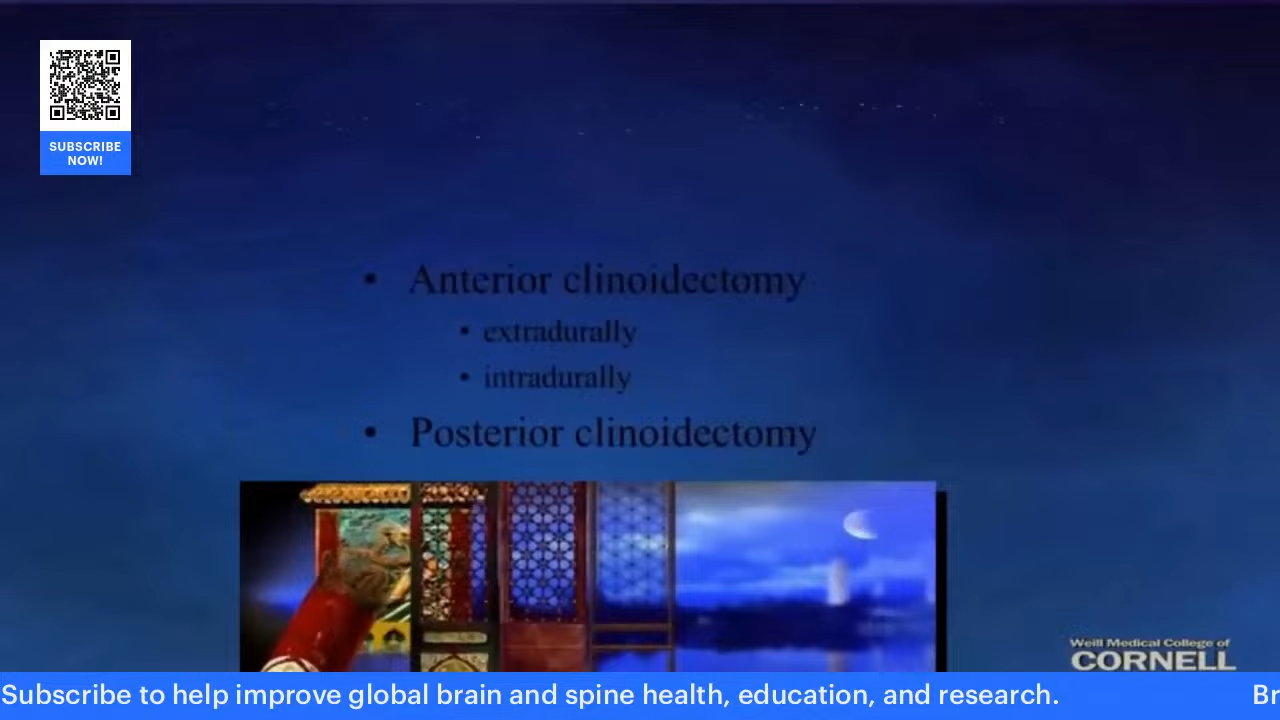 SUBSCRIBE
NOW!
• Anterior clinoidectomy
• extradurally
• intradurally
• Posterior clinoidectomy
Weill Medical College of
CORNELL
Subscribe to help improve global brain and spine health, education, and research. Br